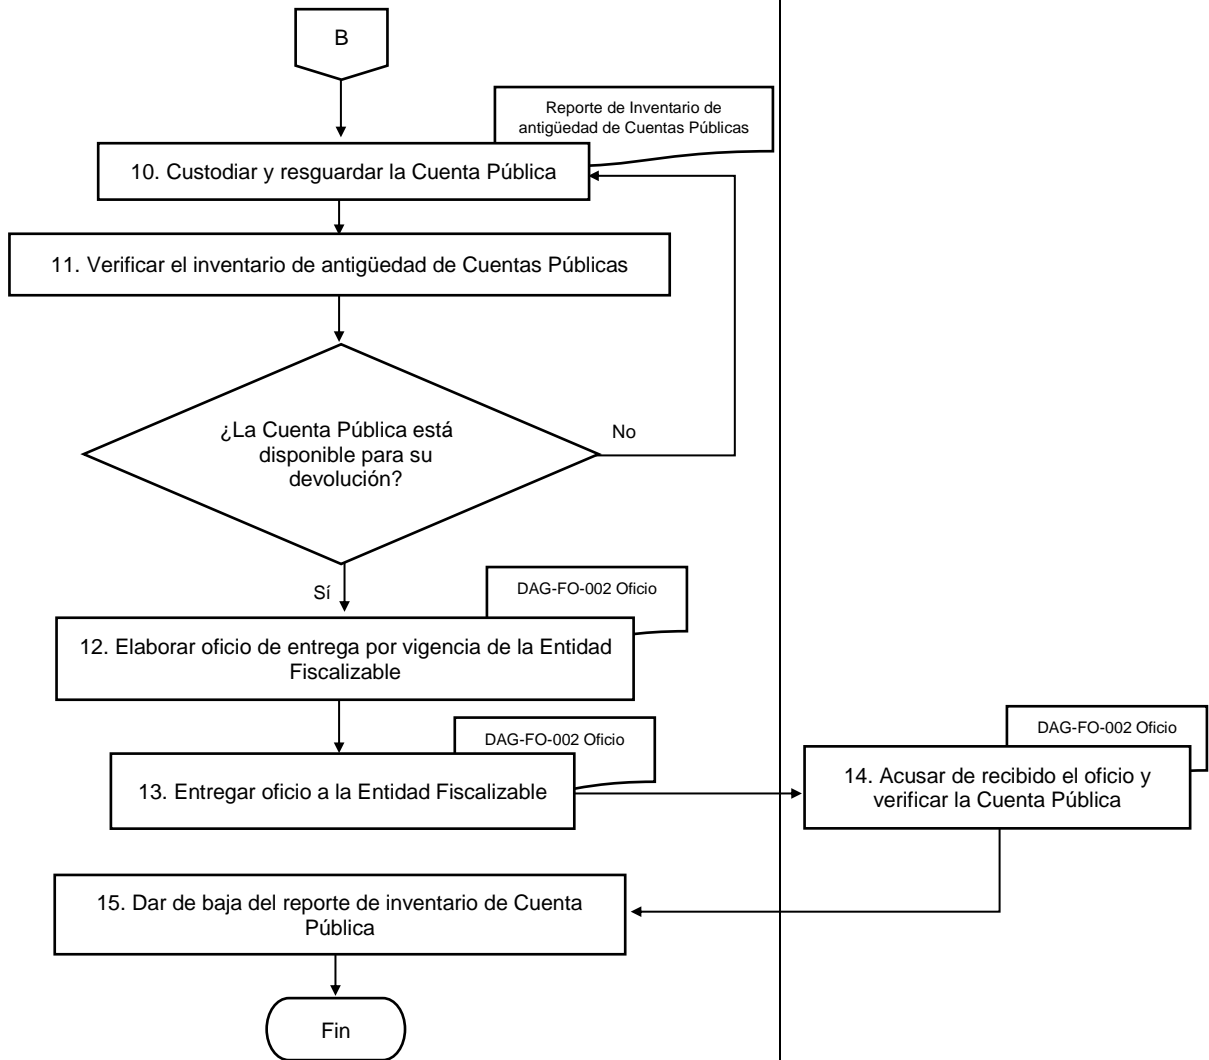 B
Reporte de Inventario de
antigüedad de Cuentas Públicas
10. Custodiar y resguardar la Cuenta Pública
11. Verificar el inventario de antigüedad de Cuentas Públicas
¿La Cuenta Pública está
disponible para su
devolución?
No
Sí
DAG-FO-002 Oficio
12. Elaborar oficio de entrega por vigencia de la Entidad
Fiscalizable
DAG-FO-002 Oficio
13. Entregar oficio a la Entidad Fiscalizable
DAG-FO-002 Oficio
14. Acusar de recibido el oficio y
verificar la Cuenta Pública
15. Dar de baja del reporte de inventario de Cuenta
Pública
Fin